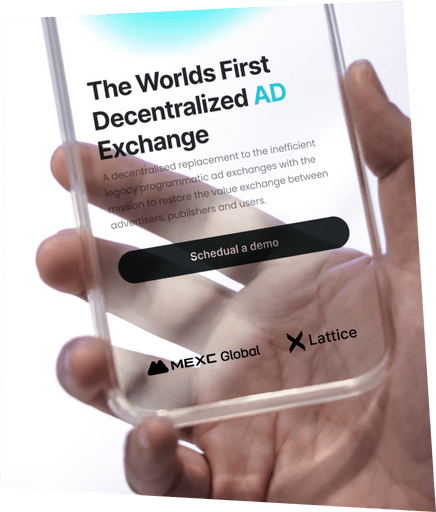 The Worlds First
Decentralized AD
Exchange
A decentralised replacement to the inefficient
legacy programmatic ad exchanges with the
mission to restore the value exchange between
advertisers, publishers and users.
Schedual a demo
MEXC Global
Lattice